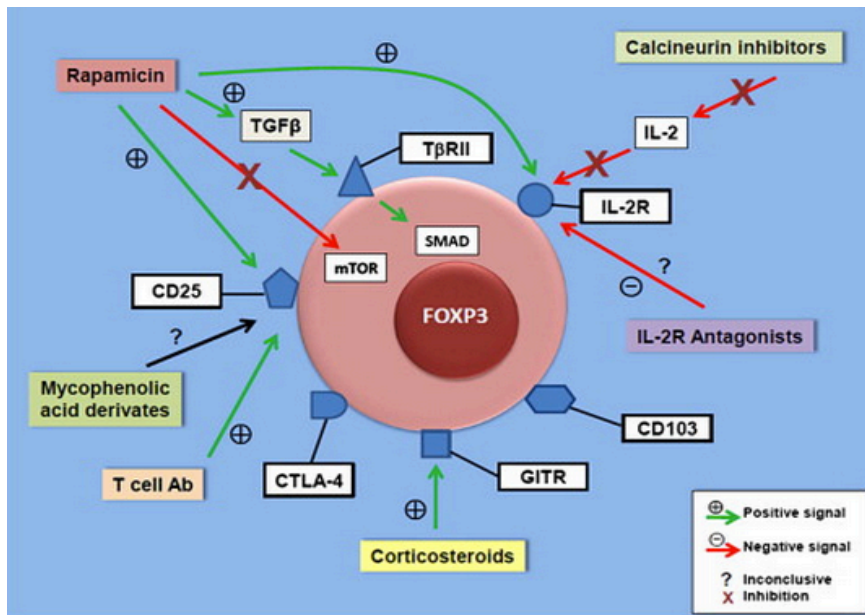 Rapamicin
Calcineurin inhibitors
⊕
⊕
TGFβ
IL-2
X
X
TβRII
⊕
X
IL-2R
SMAD
mTOR
CD25
?
⊖
FOXP3
?
IL-2R Antagonists
Mycophenolic
acid derivates
⊕
CD103
T cell Ab
CTLA-4
GITR
⊕
Corticosteroids
⊕ Positive signal
⊖ Negative signal
? Inconclusive
X Inhibition